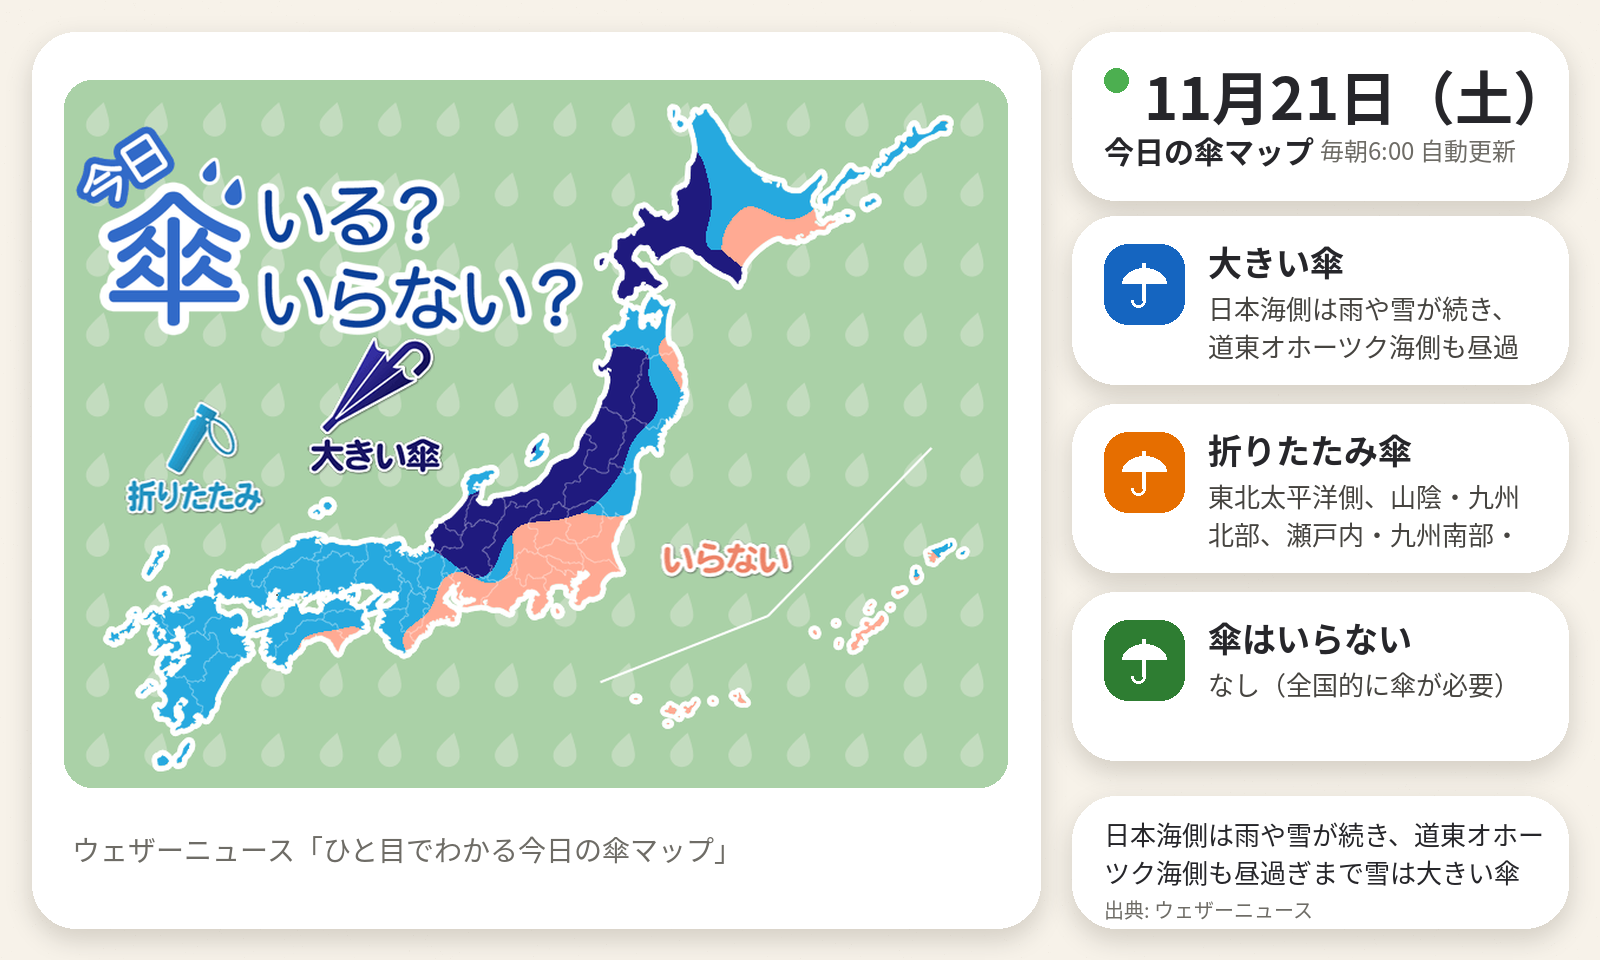 今日
傘
いる?
いらない?
大きい傘
折りたたみ
いらない
ウェザーニュース「ひと目でわかる今日の傘マップ」
11月21日（土）
今日の傘マップ 毎朝6:00 自動更新
大きい傘
日本海側は雨や雪が続き、
道東オホーツク海側も昼過
折りたたみ傘
東北太平洋側、山陰・九州
北部、瀬戸内・九州南部・
傘はいらない
なし（全国的に傘が必要）
日本海側は雨や雪が続き、道東オホー
ツク海側も昼過ぎまで雪は大きい傘
出典: ウェザーニュース